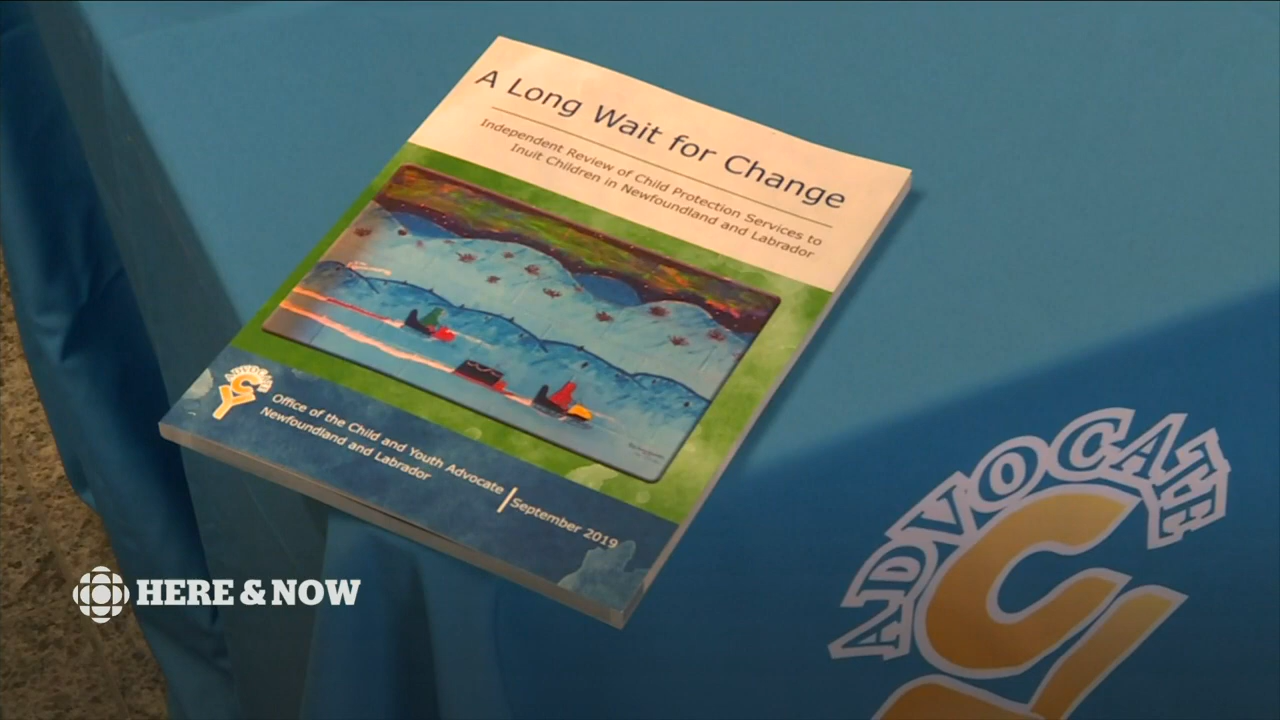 A Long Wait for Change
Independent Review of Child Protection Services to
Inuit Children in Newfoundland and Labrador
ADVOCATE
Office of the Child and Youth Advocate
Newfoundland and Labrador
September 2019
HERE & NOW
ADVOCATE